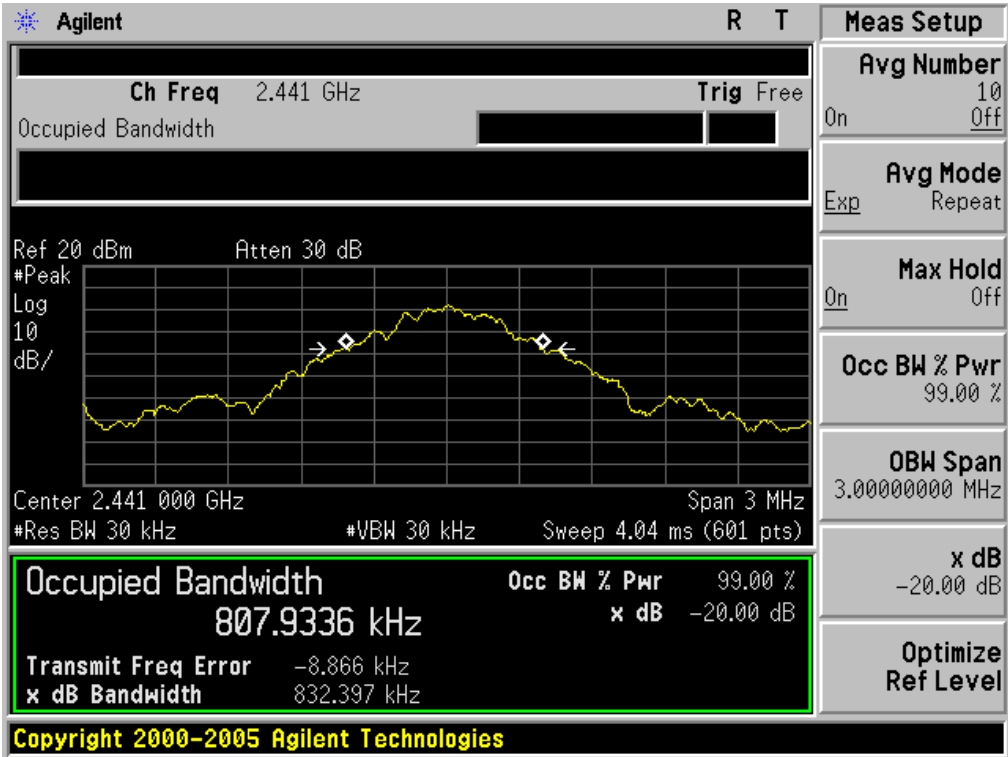 Agilent R T Meas Setup
Ch Freq 2.441 GHz Trig Free
Occupied Bandwidth
Ref 20 dBm Atten 30 dB
#Peak
Log
10
dB/
Center 2.441 000 GHz Span 3 MHz
#Res BW 30 kHz #VBW 30 kHz Sweep 4.04 ms (601 pts)
Occupied Bandwidth Occ BW % Pwr 99.00 %
807.9336 kHz x dB -20.00 dB
Transmit Freq Error -8.866 kHz
x dB Bandwidth 832.397 kHz
Copyright 2000-2005 Agilent Technologies
Avg Number
10
On Off
Avg Mode
Exp Repeat
Max Hold
On Off
Occ BW % Pwr
99.00 %
OBW Span
3.00000000 MHz
x dB
-20.00 dB
Optimize
Ref Level